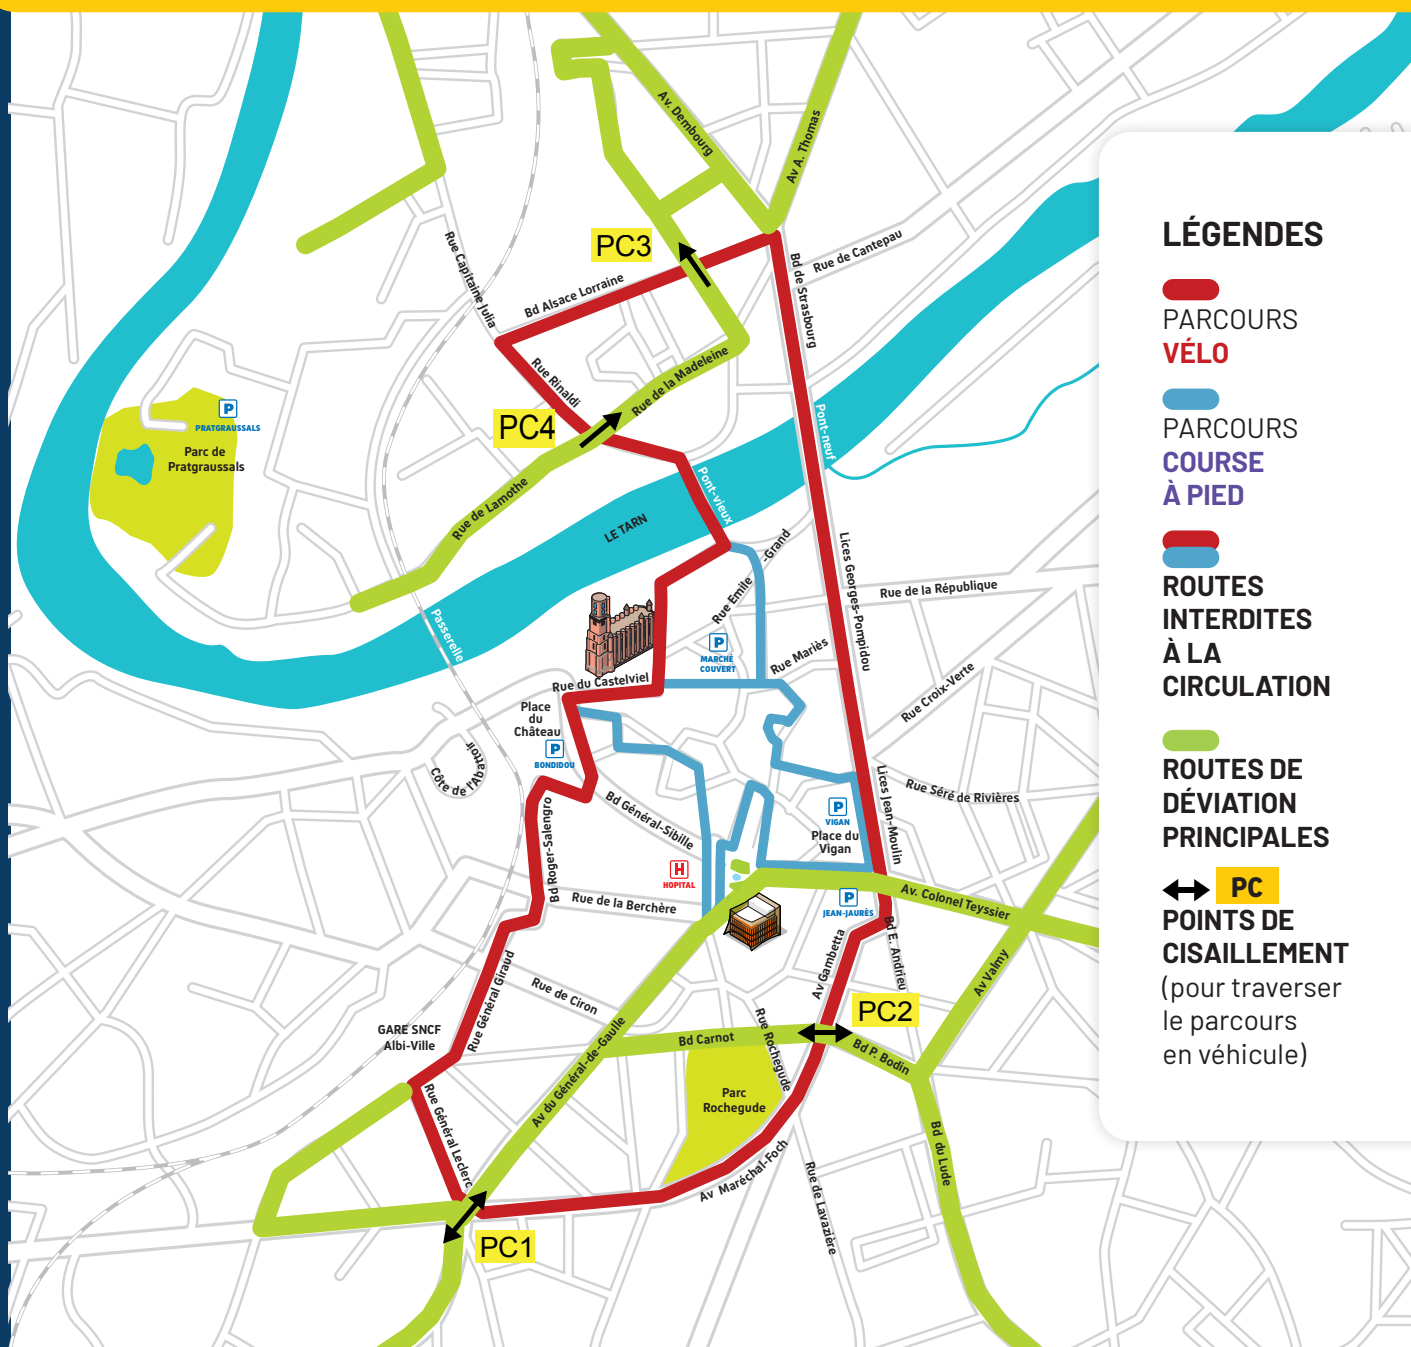 Av. Dembourg
Av A. Thomas
Rue Capitaine Julia
PC3
Bd Alsace Lorraine
Bd de Strasbourg
Rue de Cantepau
Rue Rinaldi
Rue de la Madeleine
PC4
P
PRATGRAUSSALS
Parc de
Pratgraussals
Rue de Lamothe
Pont-vieux
Pont-neuf
LE TARN
Passerelle
Rue Emile
-Grand
Lices Georges-Pompidou
Rue de la République
P
MARCHÉ
COUVERT
Rue Mariès
Rue du Castelviel
Rue Croix-Verte
Place
du
Château
P
BONDIDOU
Côte de l'Abattoir
Bd Roger-Salengro
Bd Général-Sibille
P
VIGAN
Place du
Vigan
Lices Jean-Moulin
Rue Séré de Rivières
H
HOPITAL
Rue de la Berchère
P
JEAN-JAURÈS
Av. Colonel Teyssier
Bd E. Andrieu
Av Gambetta
Av Valmy
Rue Général Giraud
Rue de Ciron
GARE SNCF
Albi-Ville
Av du Général-de-Gaulle
Bd Carnot
Rue Rochegude
PC2
Bd P. Bodin
Parc
Rochegude
Rue Général Leclerc
Bd du Lude
Av Maréchal-Foch
Rue de Lavazière
PC1
LÉGENDES
PARCOURS
VÉLO
PARCOURS
COURSE
À PIED
ROUTES
INTERDITES
À LA
CIRCULATION
ROUTES DE
DÉVIATION
PRINCIPALES
PC
POINTS DE
CISAILLEMENT
(pour traverser
le parcours
en véhicule)